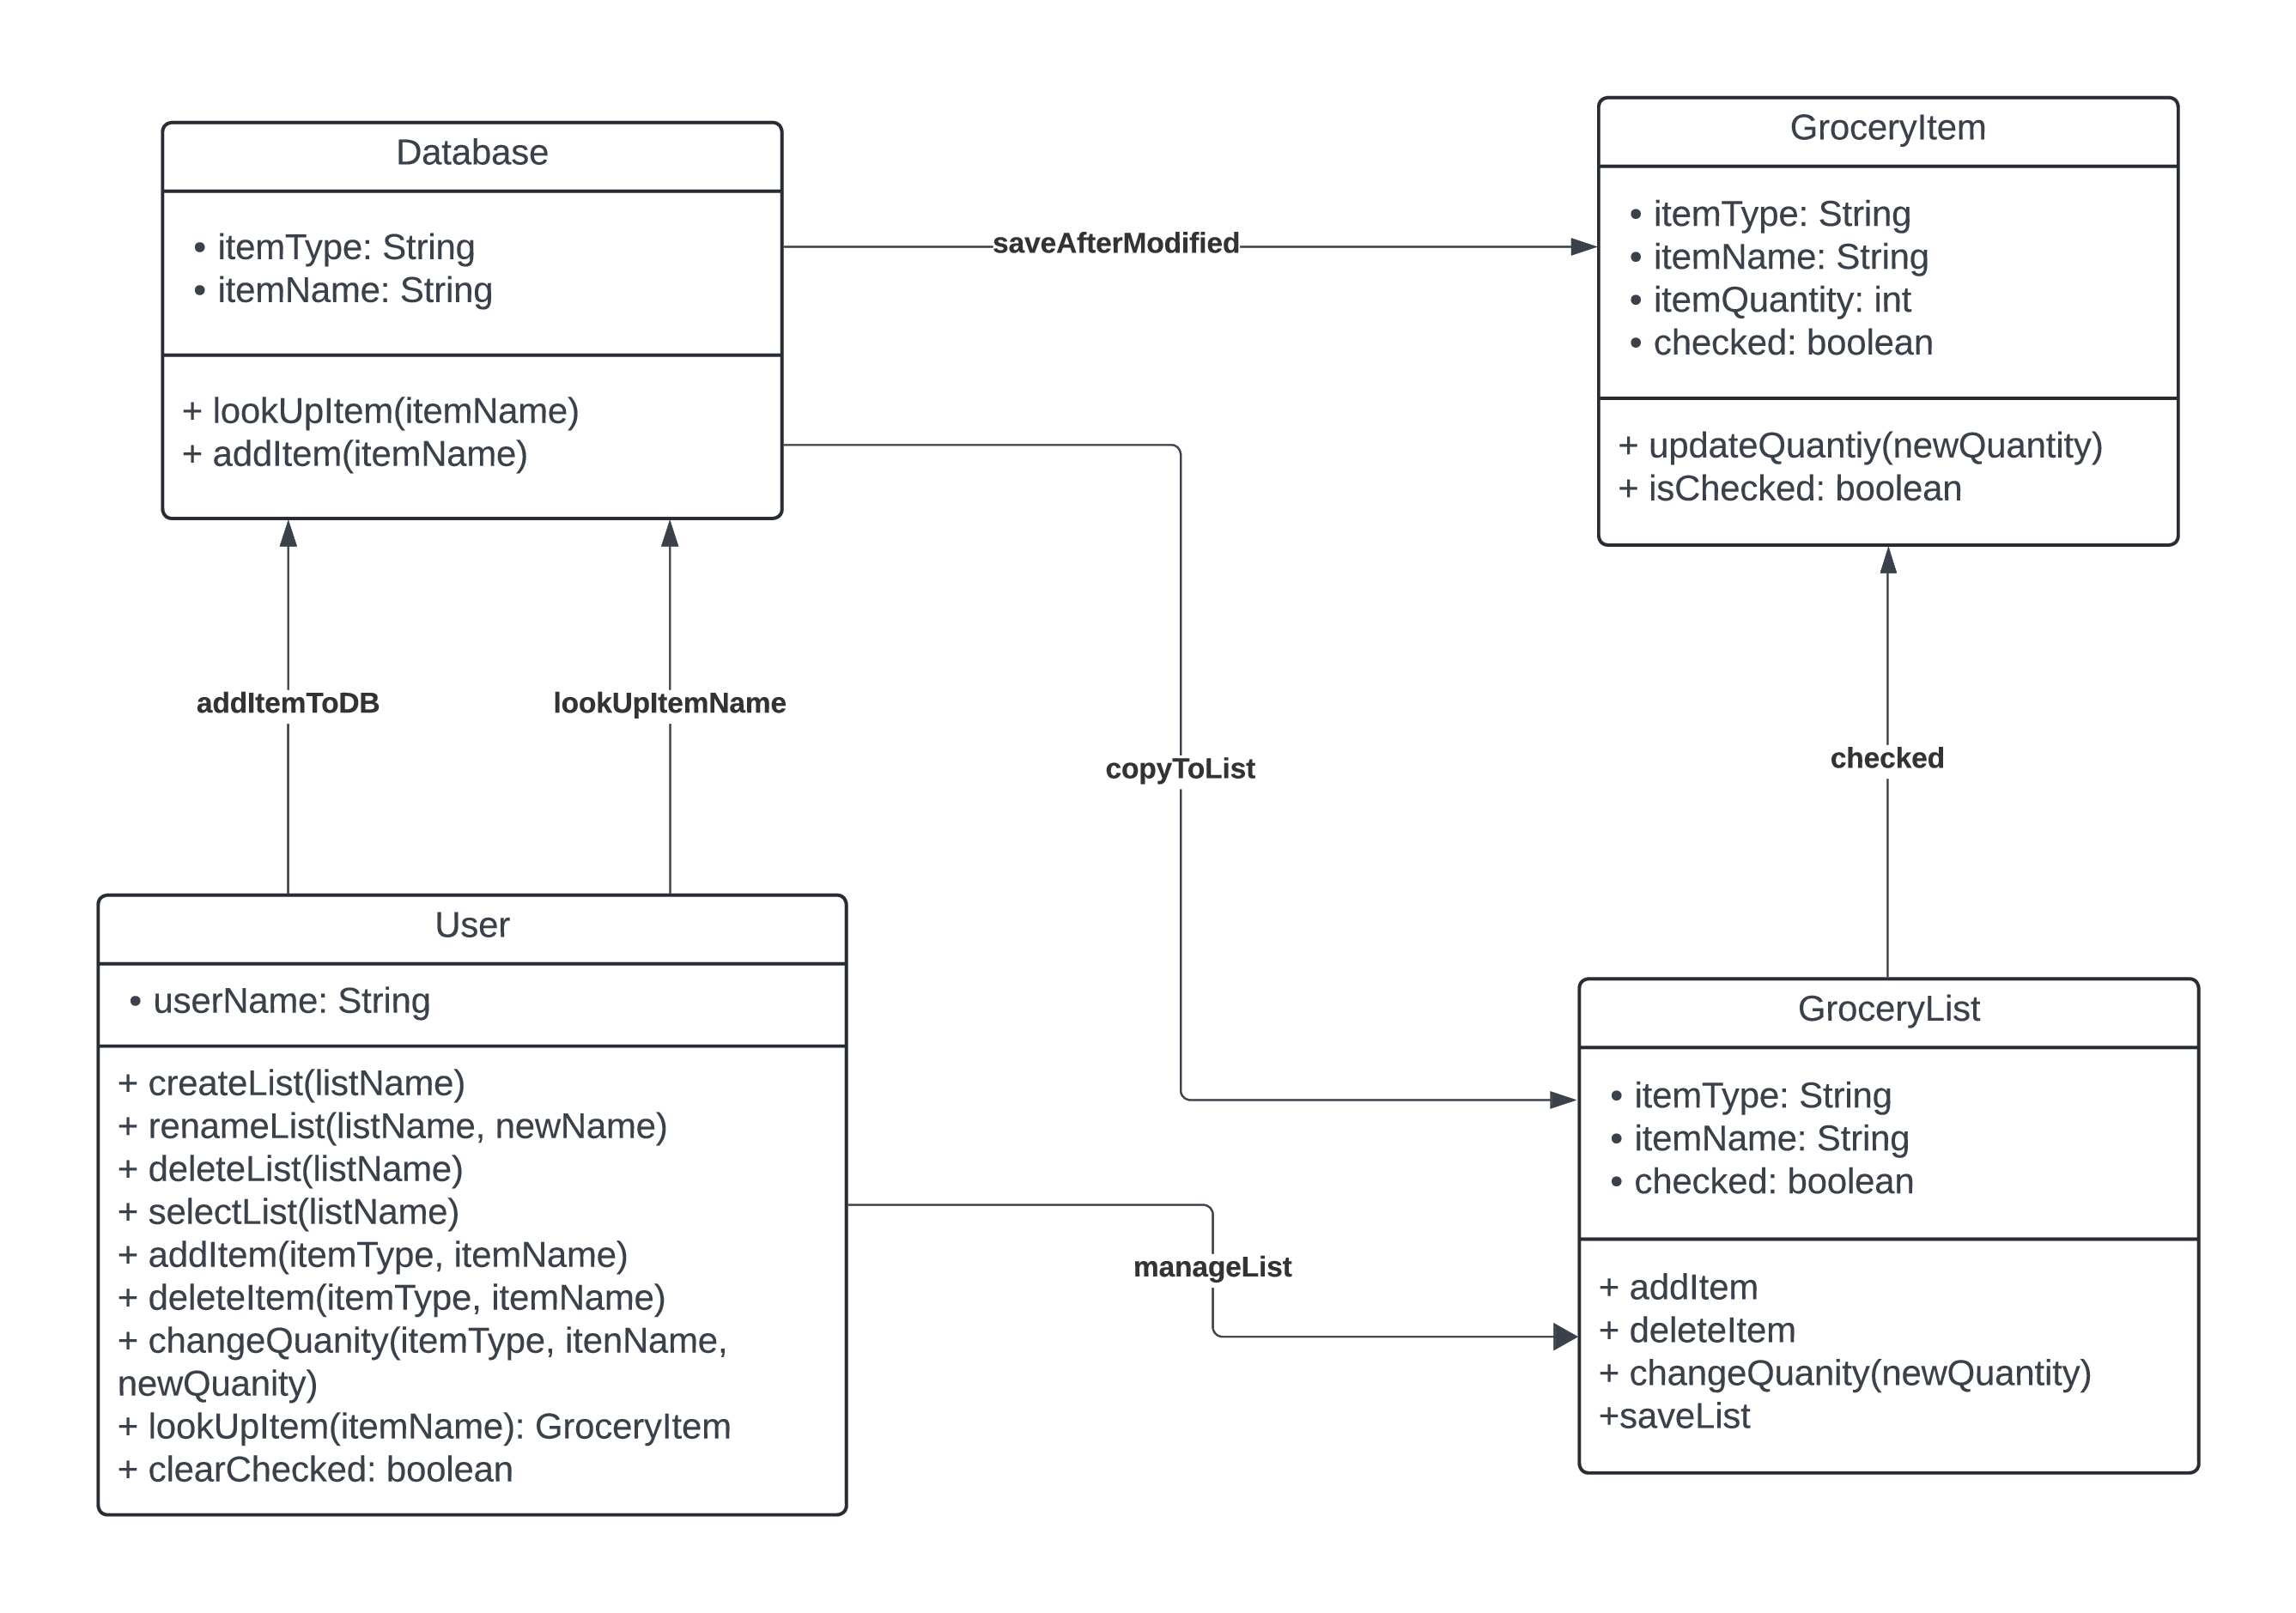 Database
• itemType: String
• itemName: String
+ lookUpItem(itemName)
+ addItem(itemName)
saveAfterModified
GroceryItem
• itemType: String
• itemName: String
• itemQuantity: int
• checked: boolean
+ updateQuantiy(newQuantity)
+ isChecked: boolean
addItemToDB
lookUpItemName
copyToList
checked
User
• userName: String
+ createList(listName)
+ renameList(listName, newName)
+ deleteList(listName)
+ selectList(listName)
+ addItem(itemType, itemName)
+ deleteItem(itemType, itemName)
+ changeQuanity(itemType, itenName,
newQuanity)
+ lookUpItem(itemName): GroceryItem
+ clearChecked: boolean
manageList
GroceryList
• itemType: String
• itemName: String
• checked: boolean
+ addItem
+ deleteItem
+ changeQuanity(newQuantity)
+saveList